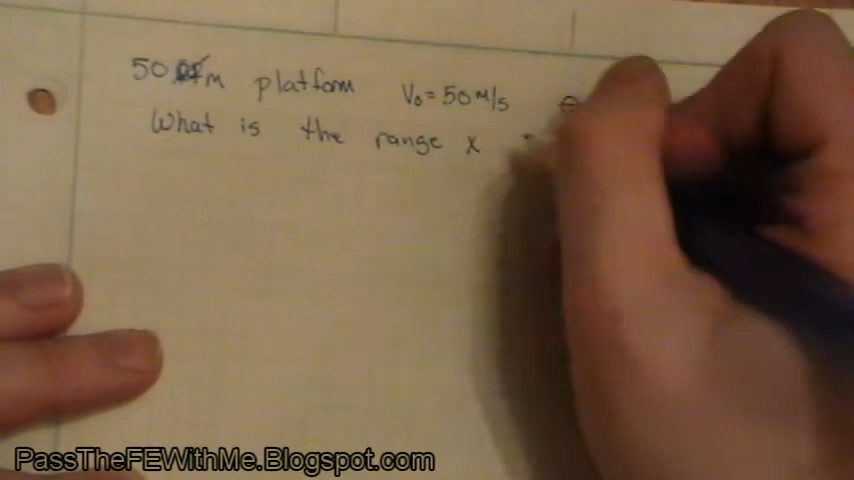 50 m platform V₀ = 50 m/s θ
What is the range x
PassTheFEWithMe.Blogspot.com